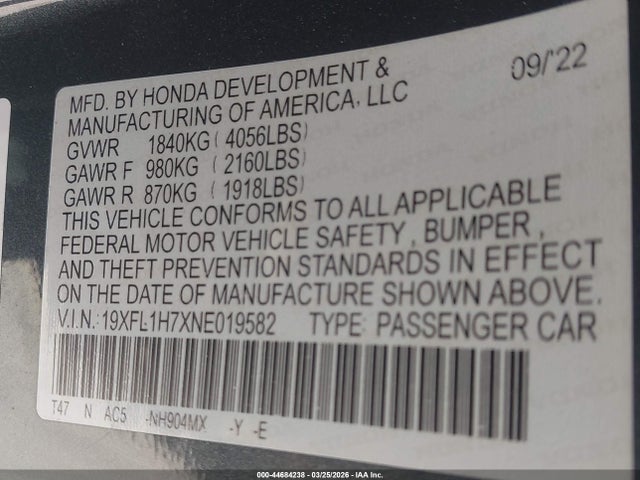 MFD. BY HONDA DEVELOPMENT & 09/22
MANUFACTURING OF AMERICA, LLC
GVWR 1840KG ( 4056LBS)
GAWR F 980KG ( 2160LBS)
GAWR R 870KG ( 1918LBS)
THIS VEHICLE CONFORMS TO ALL APPLICABLE
FEDERAL MOTOR VEHICLE SAFETY , BUMPER ,
AND THEFT PREVENTION STANDARDS IN EFFECT
ON THE DATE OF MANUFACTURE SHOWN ABOVE.
V.I.N.: 19XFL1H7XNE019582 TYPE: PASSENGER CAR
T47 N AC5 -NH904MX -Y -E
000-44684238 - 03/25/2026 - IAA Inc.